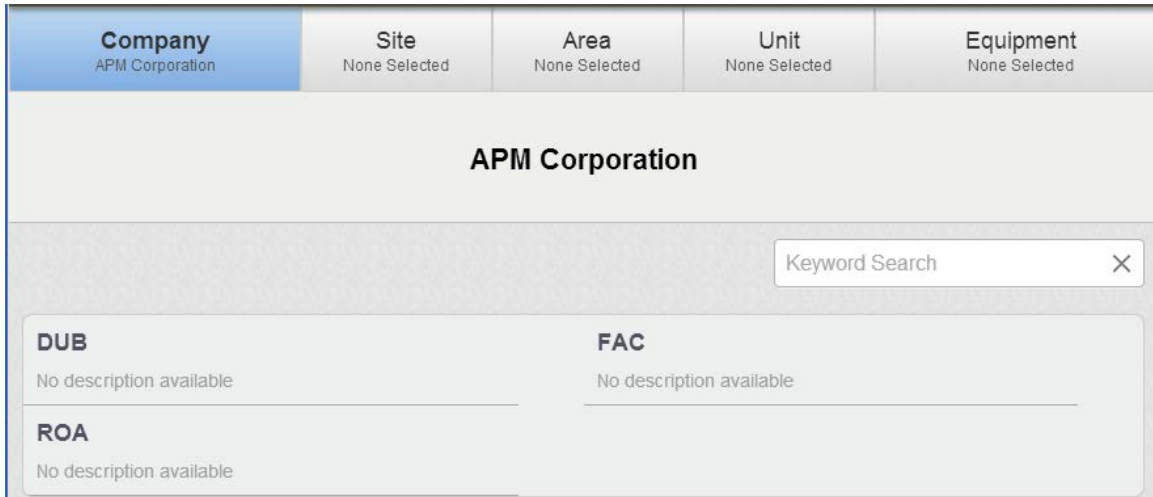 Company
APM Corporation
Site
None Selected
Area
None Selected
Unit
None Selected
Equipment
None Selected
APM Corporation
Keyword Search
DUB
No description available
FAC
No description available
ROA
No description available